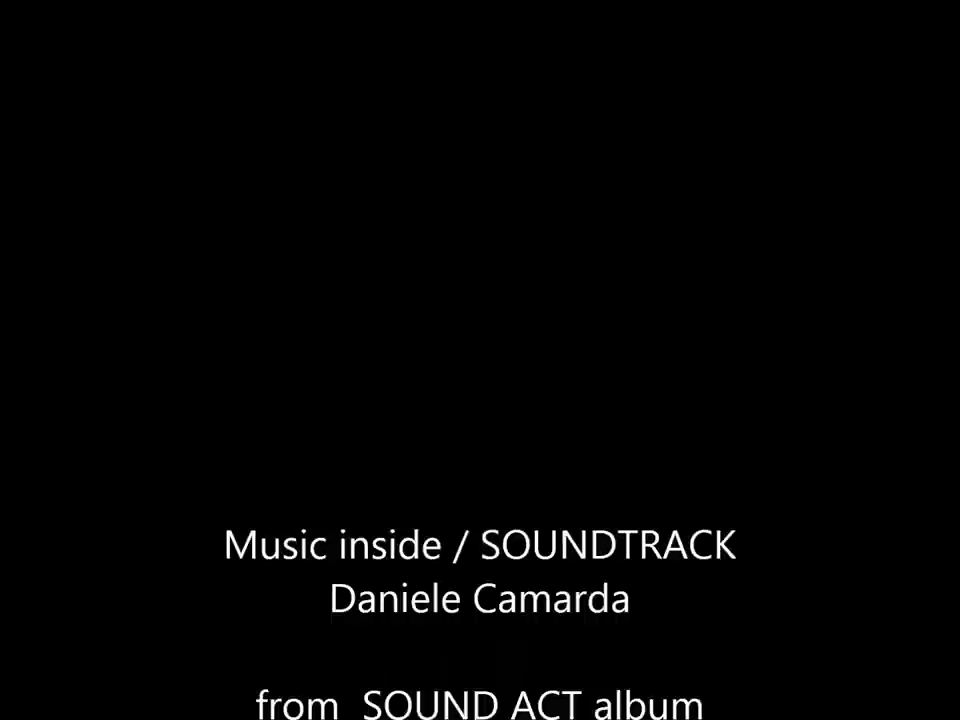 Music inside / SOUNDTRACK
Daniele Camarda
from  SOUND ACT album